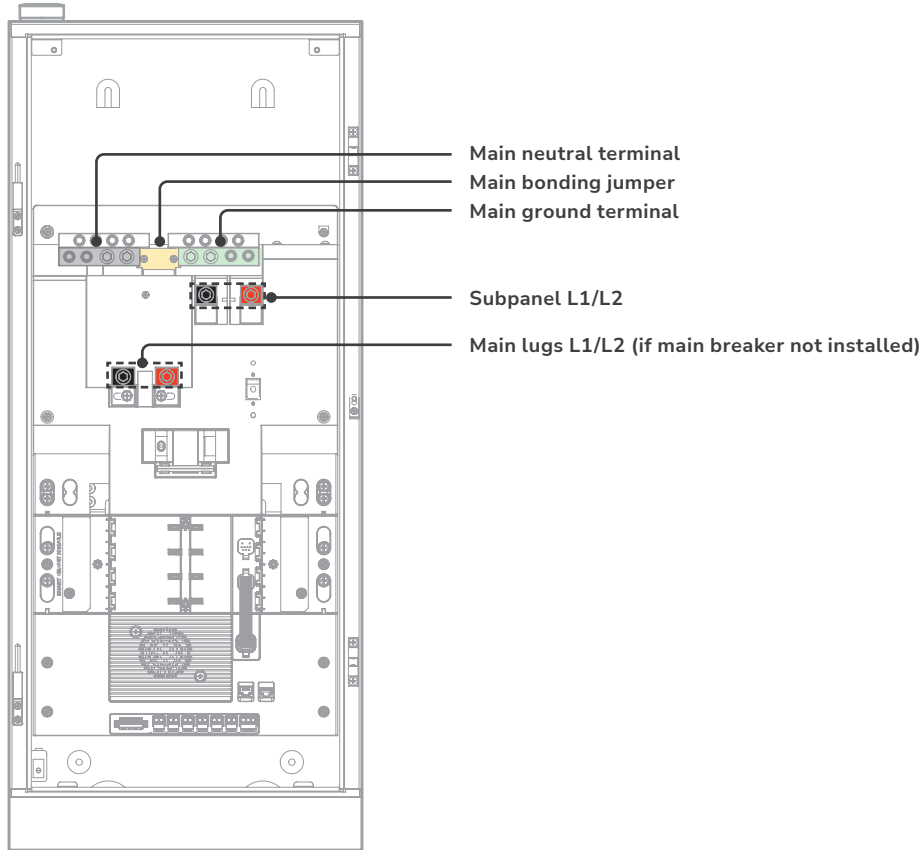 Main neutral terminal
Main bonding jumper
Main ground terminal
Subpanel L1/L2
Main lugs L1/L2 (if main breaker not installed)